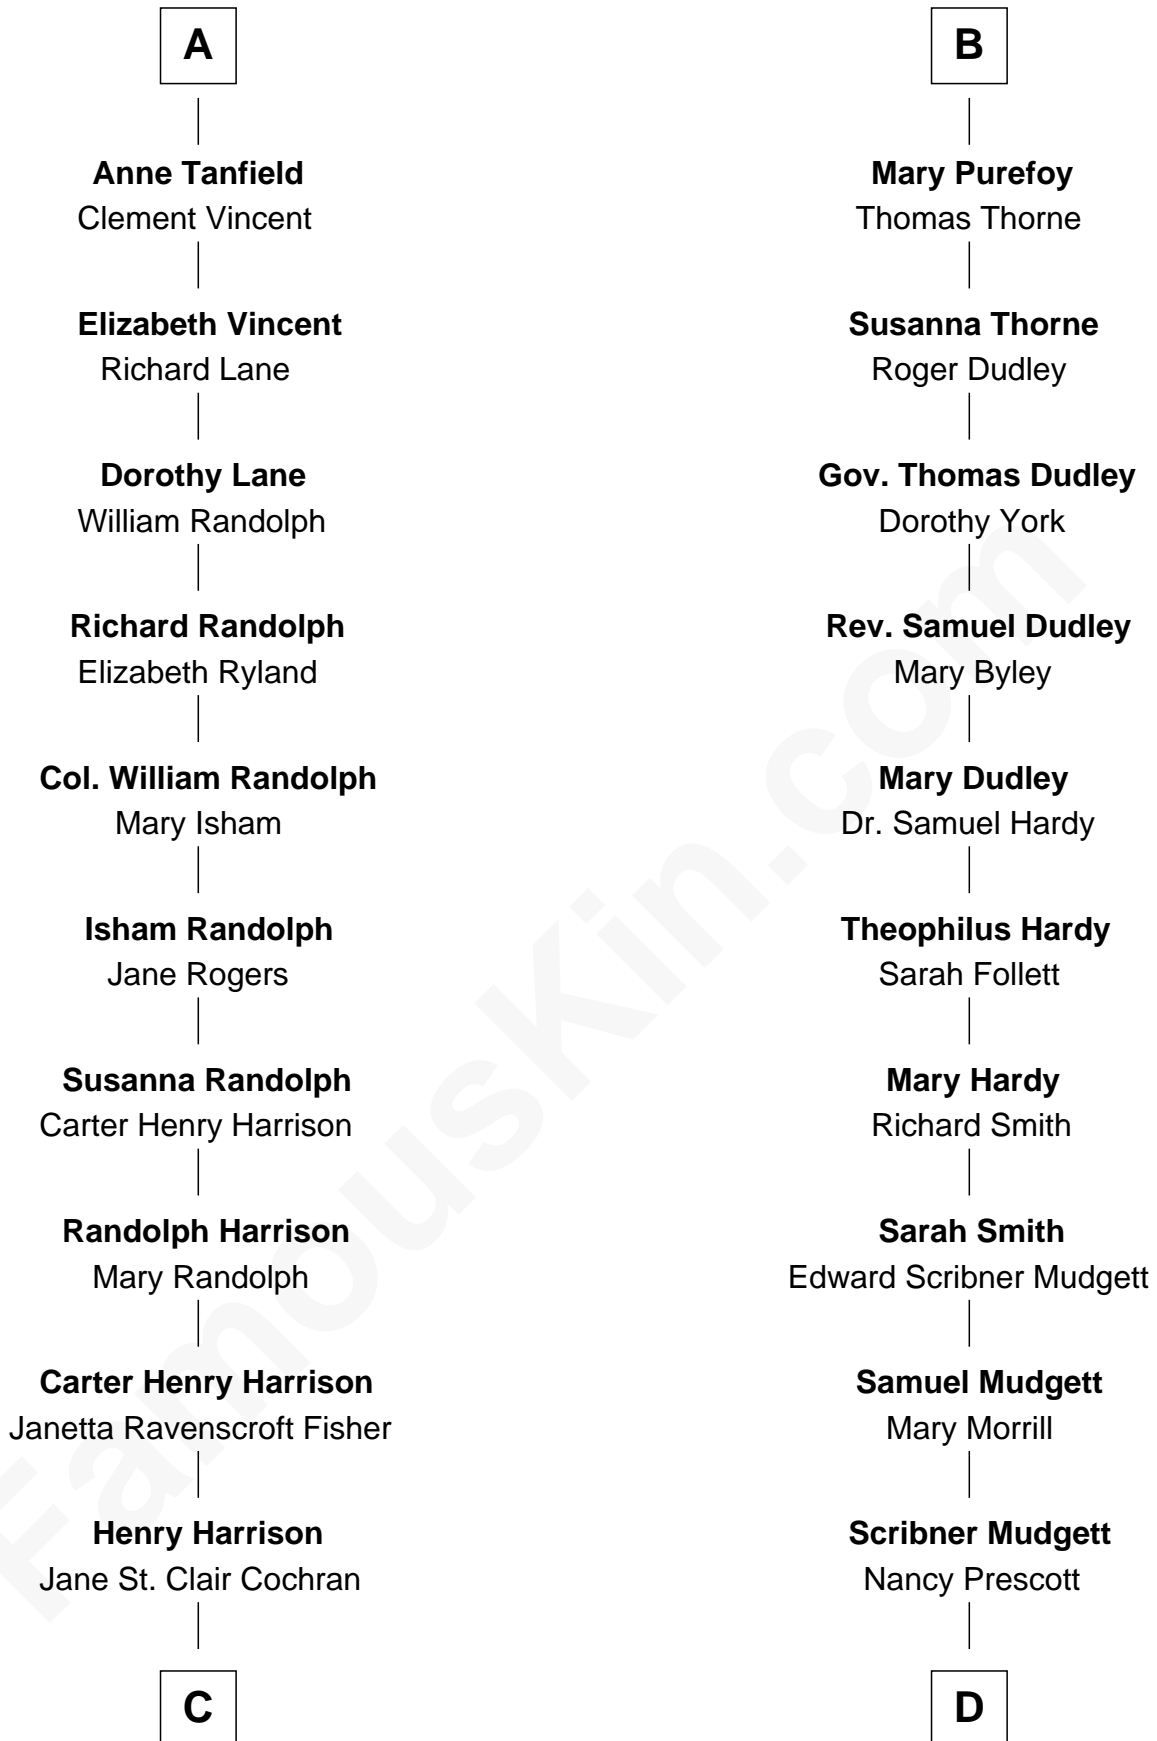 A
Anne Tanfield
Clement Vincent
Elizabeth Vincent
Richard Lane
Dorothy Lane
William Randolph
Richard Randolph
Elizabeth Ryland
Col. William Randolph
Mary Isham
Isham Randolph
Jane Rogers
Susanna Randolph
Carter Henry Harrison
Randolph Harrison
Mary Randolph
Carter Henry Harrison
Janetta Ravenscroft Fisher
Henry Harrison
Jane St. Clair Cochran
C
B
Mary Purefoy
Thomas Thorne
Susanna Thorne
Roger Dudley
Gov. Thomas Dudley
Dorothy York
Rev. Samuel Dudley
Mary Byley
Mary Dudley
Dr. Samuel Hardy
Theophilus Hardy
Sarah Follett
Mary Hardy
Richard Smith
Sarah Smith
Edward Scribner Mudgett
Samuel Mudgett
Mary Morrill
Scribner Mudgett
Nancy Prescott
D
FamousKin.com